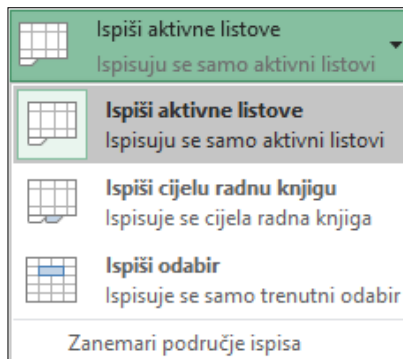 Ispiši aktivne listove
Ispisuju se samo aktivni listovi
Ispiši aktivne listove
Ispisuju se samo aktivni listovi
Ispiši cijelu radnu knjigu
Ispisuje se cijela radna knjiga
Ispiši odabir
Ispisuje se samo trenutni odabir
Zanemari područje ispisa